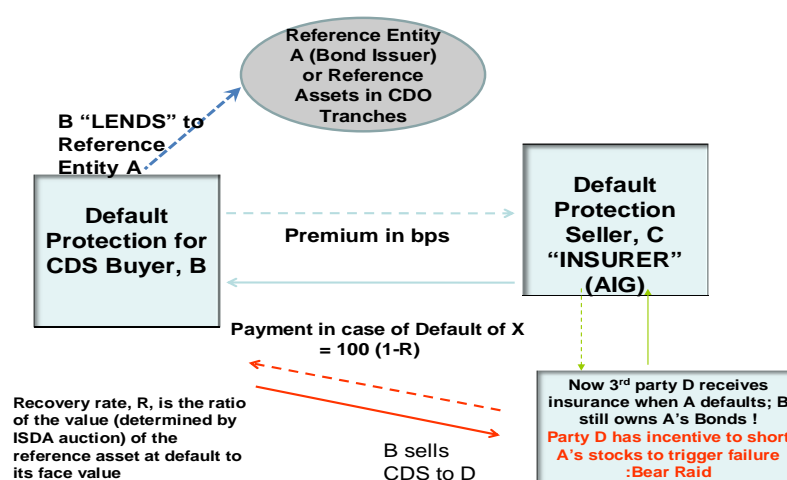 Reference Entity
A (Bond Issuer)
or Reference
Assets in CDO
Tranches
B “LENDS” to
Reference
Entity A
Default
Protection for
CDS Buyer, B
Premium in bps
Default
Protection
Seller, C
“INSURER”
(AIG)
Payment in case of Default of X
= 100 (1-R)
Recovery rate, R, is the ratio
of the value (determined by
ISDA auction) of the
reference asset at default to
its face value
B sells
CDS to D
Now 3rd party D receives
insurance when A defaults; B
still owns A’s Bonds !
Party D has incentive to short
A’s stocks to trigger failure
:Bear Raid